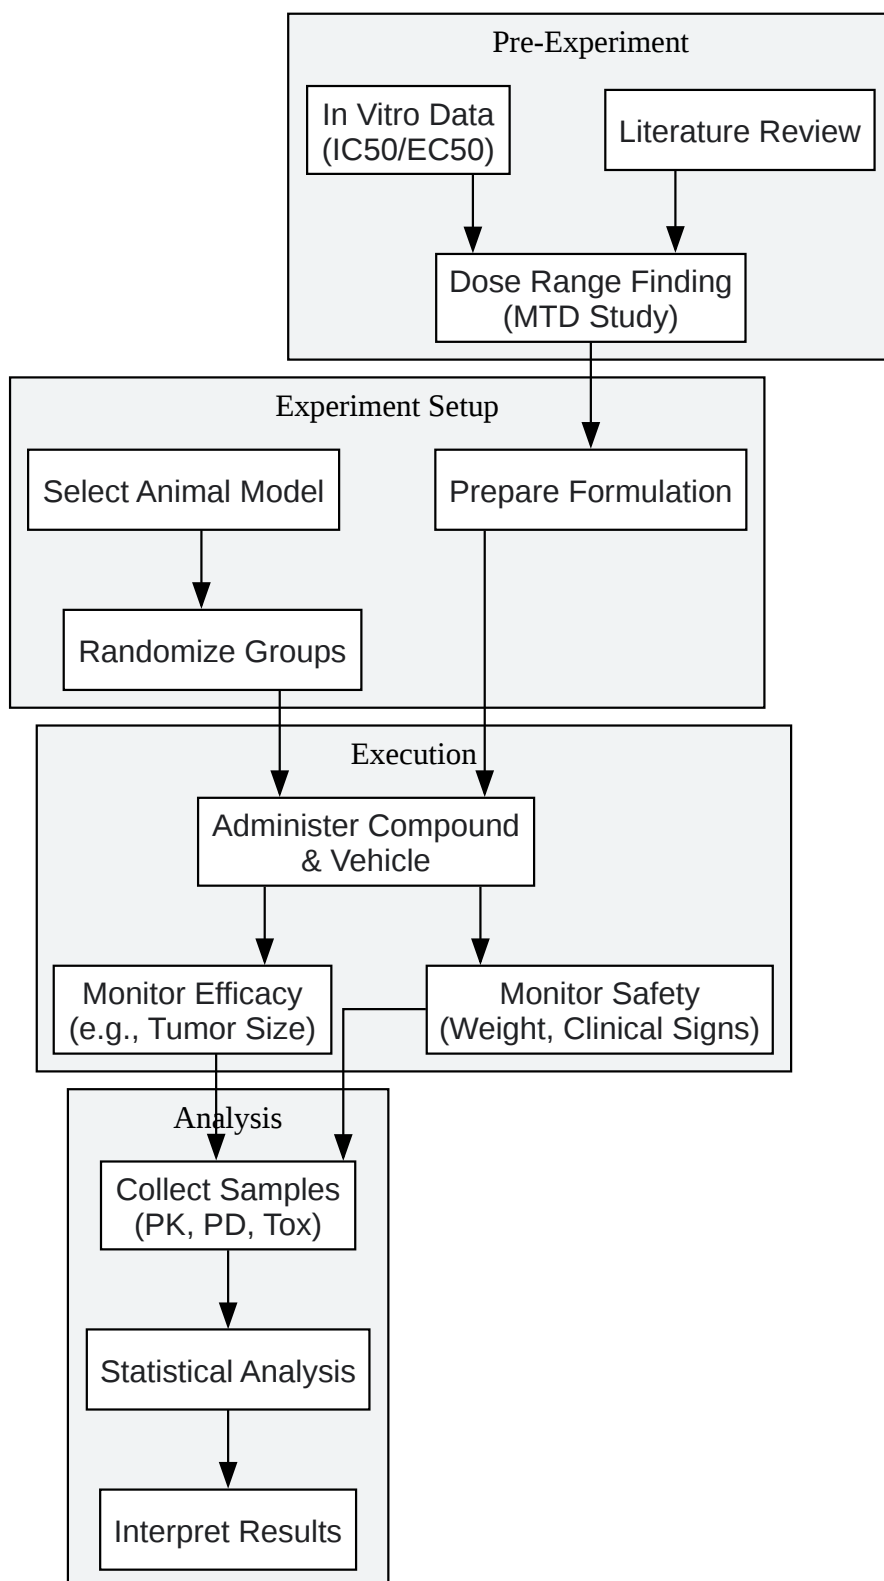 Pre-Experiment
In Vitro Data
(IC50/EC50)
Literature Review
Dose Range Finding
(MTD Study)
Experiment Setup
Select Animal Model
Prepare Formulation
Randomize Groups
Execution
Administer Compound
& Vehicle
Monitor Efficacy
(e.g., Tumor Size)
Monitor Safety
(Weight, Clinical Signs)
Analysis
Collect Samples
(PK, PD, Tox)
Statistical Analysis
Interpret Results